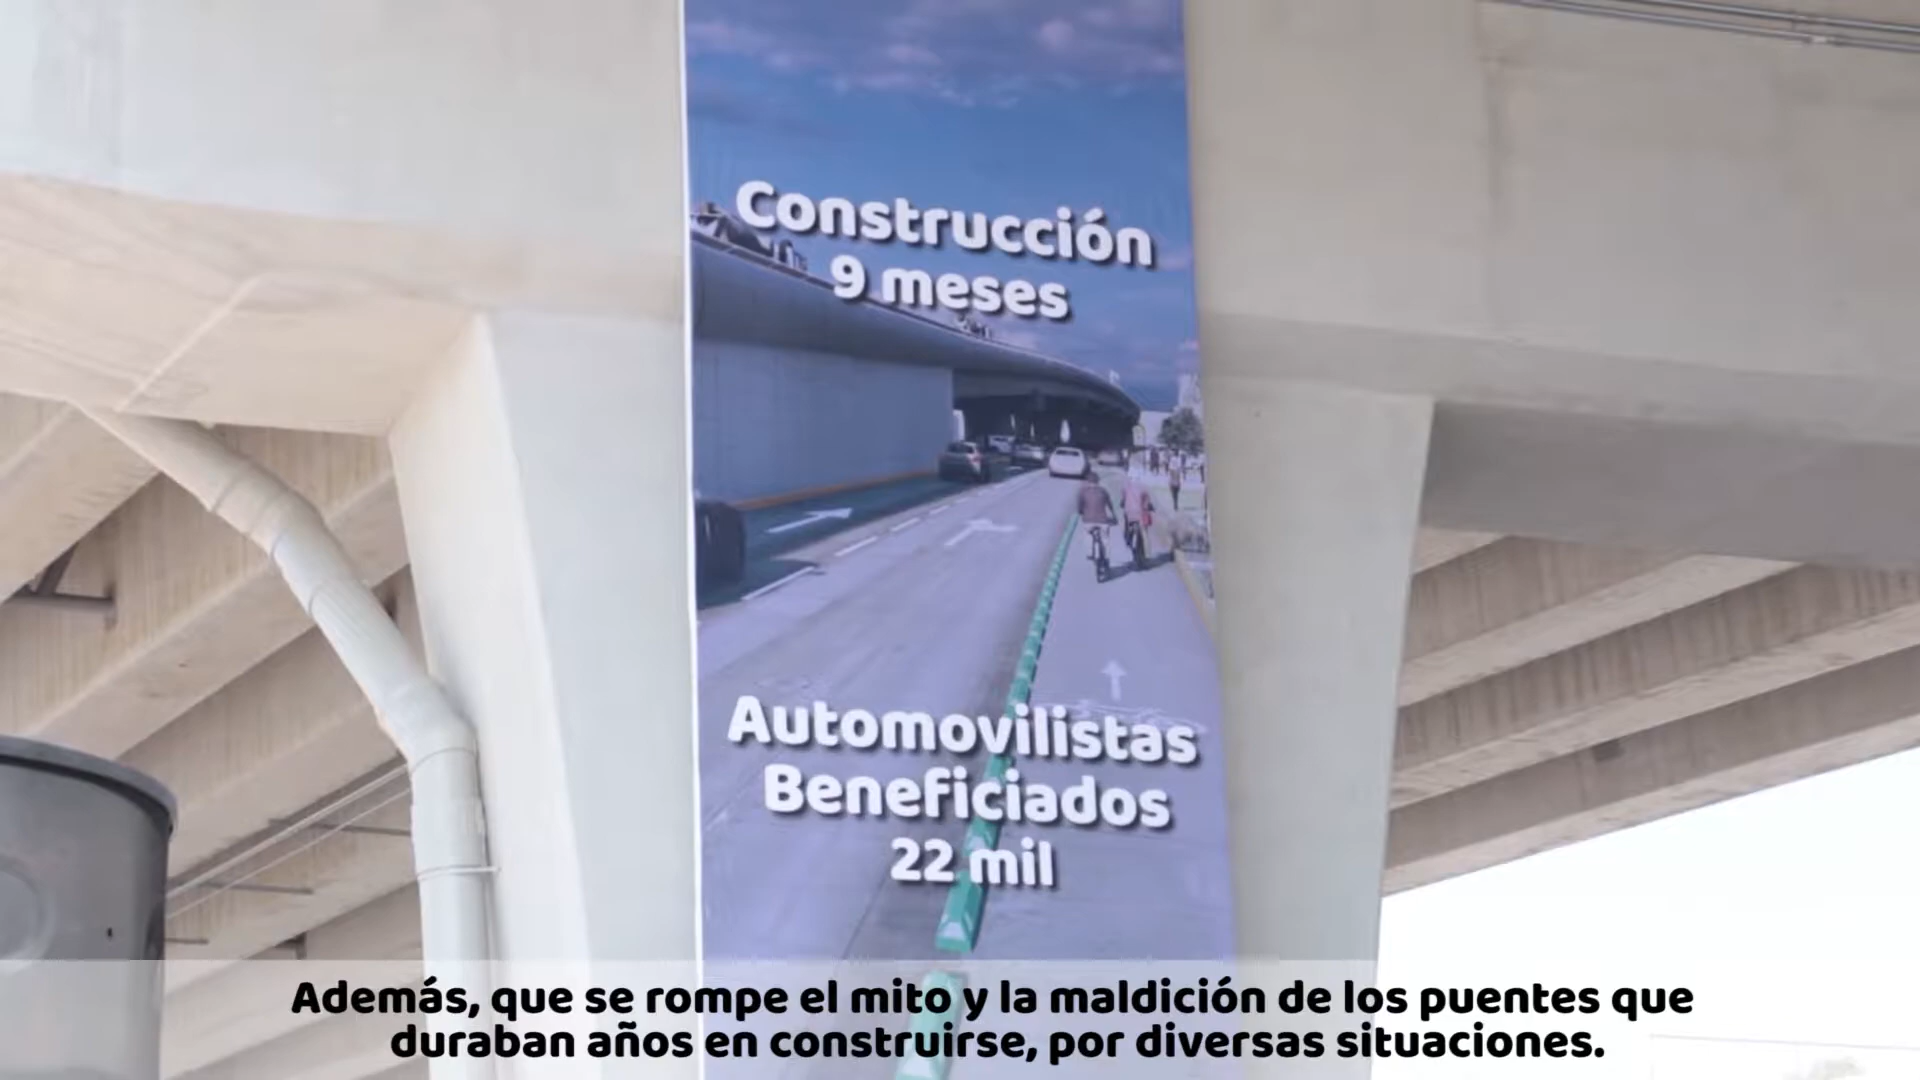 Construcción
9 meses
Automovilistas
Beneficiados
22 mil
Además, que se rompe el mito y la maldición de los puentes que
duraban años en construirse, por diversas situaciones.